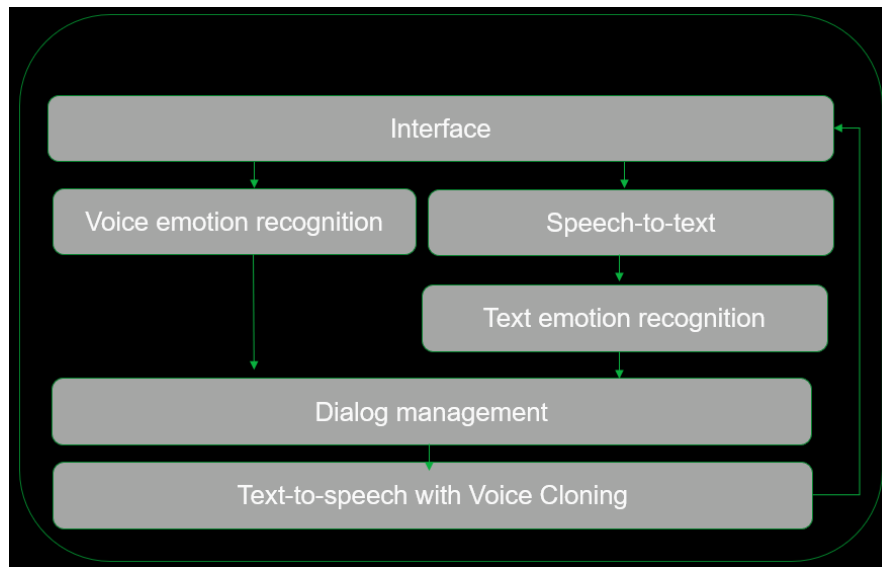 Interface
Voice emotion recognition
Speech-to-text
Text emotion recognition
Dialog management
Text-to-speech with Voice Cloning